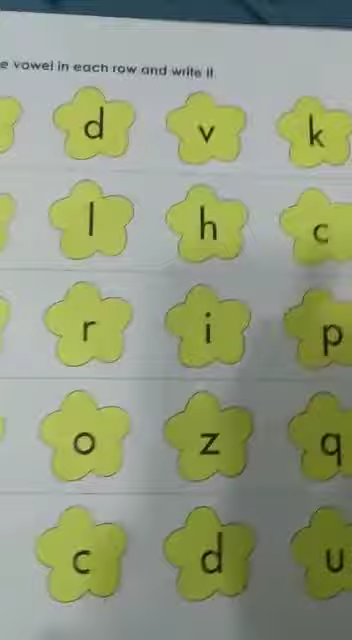 e vowel in each row and write it
d v k
l h c
r i p
o z q
c d u